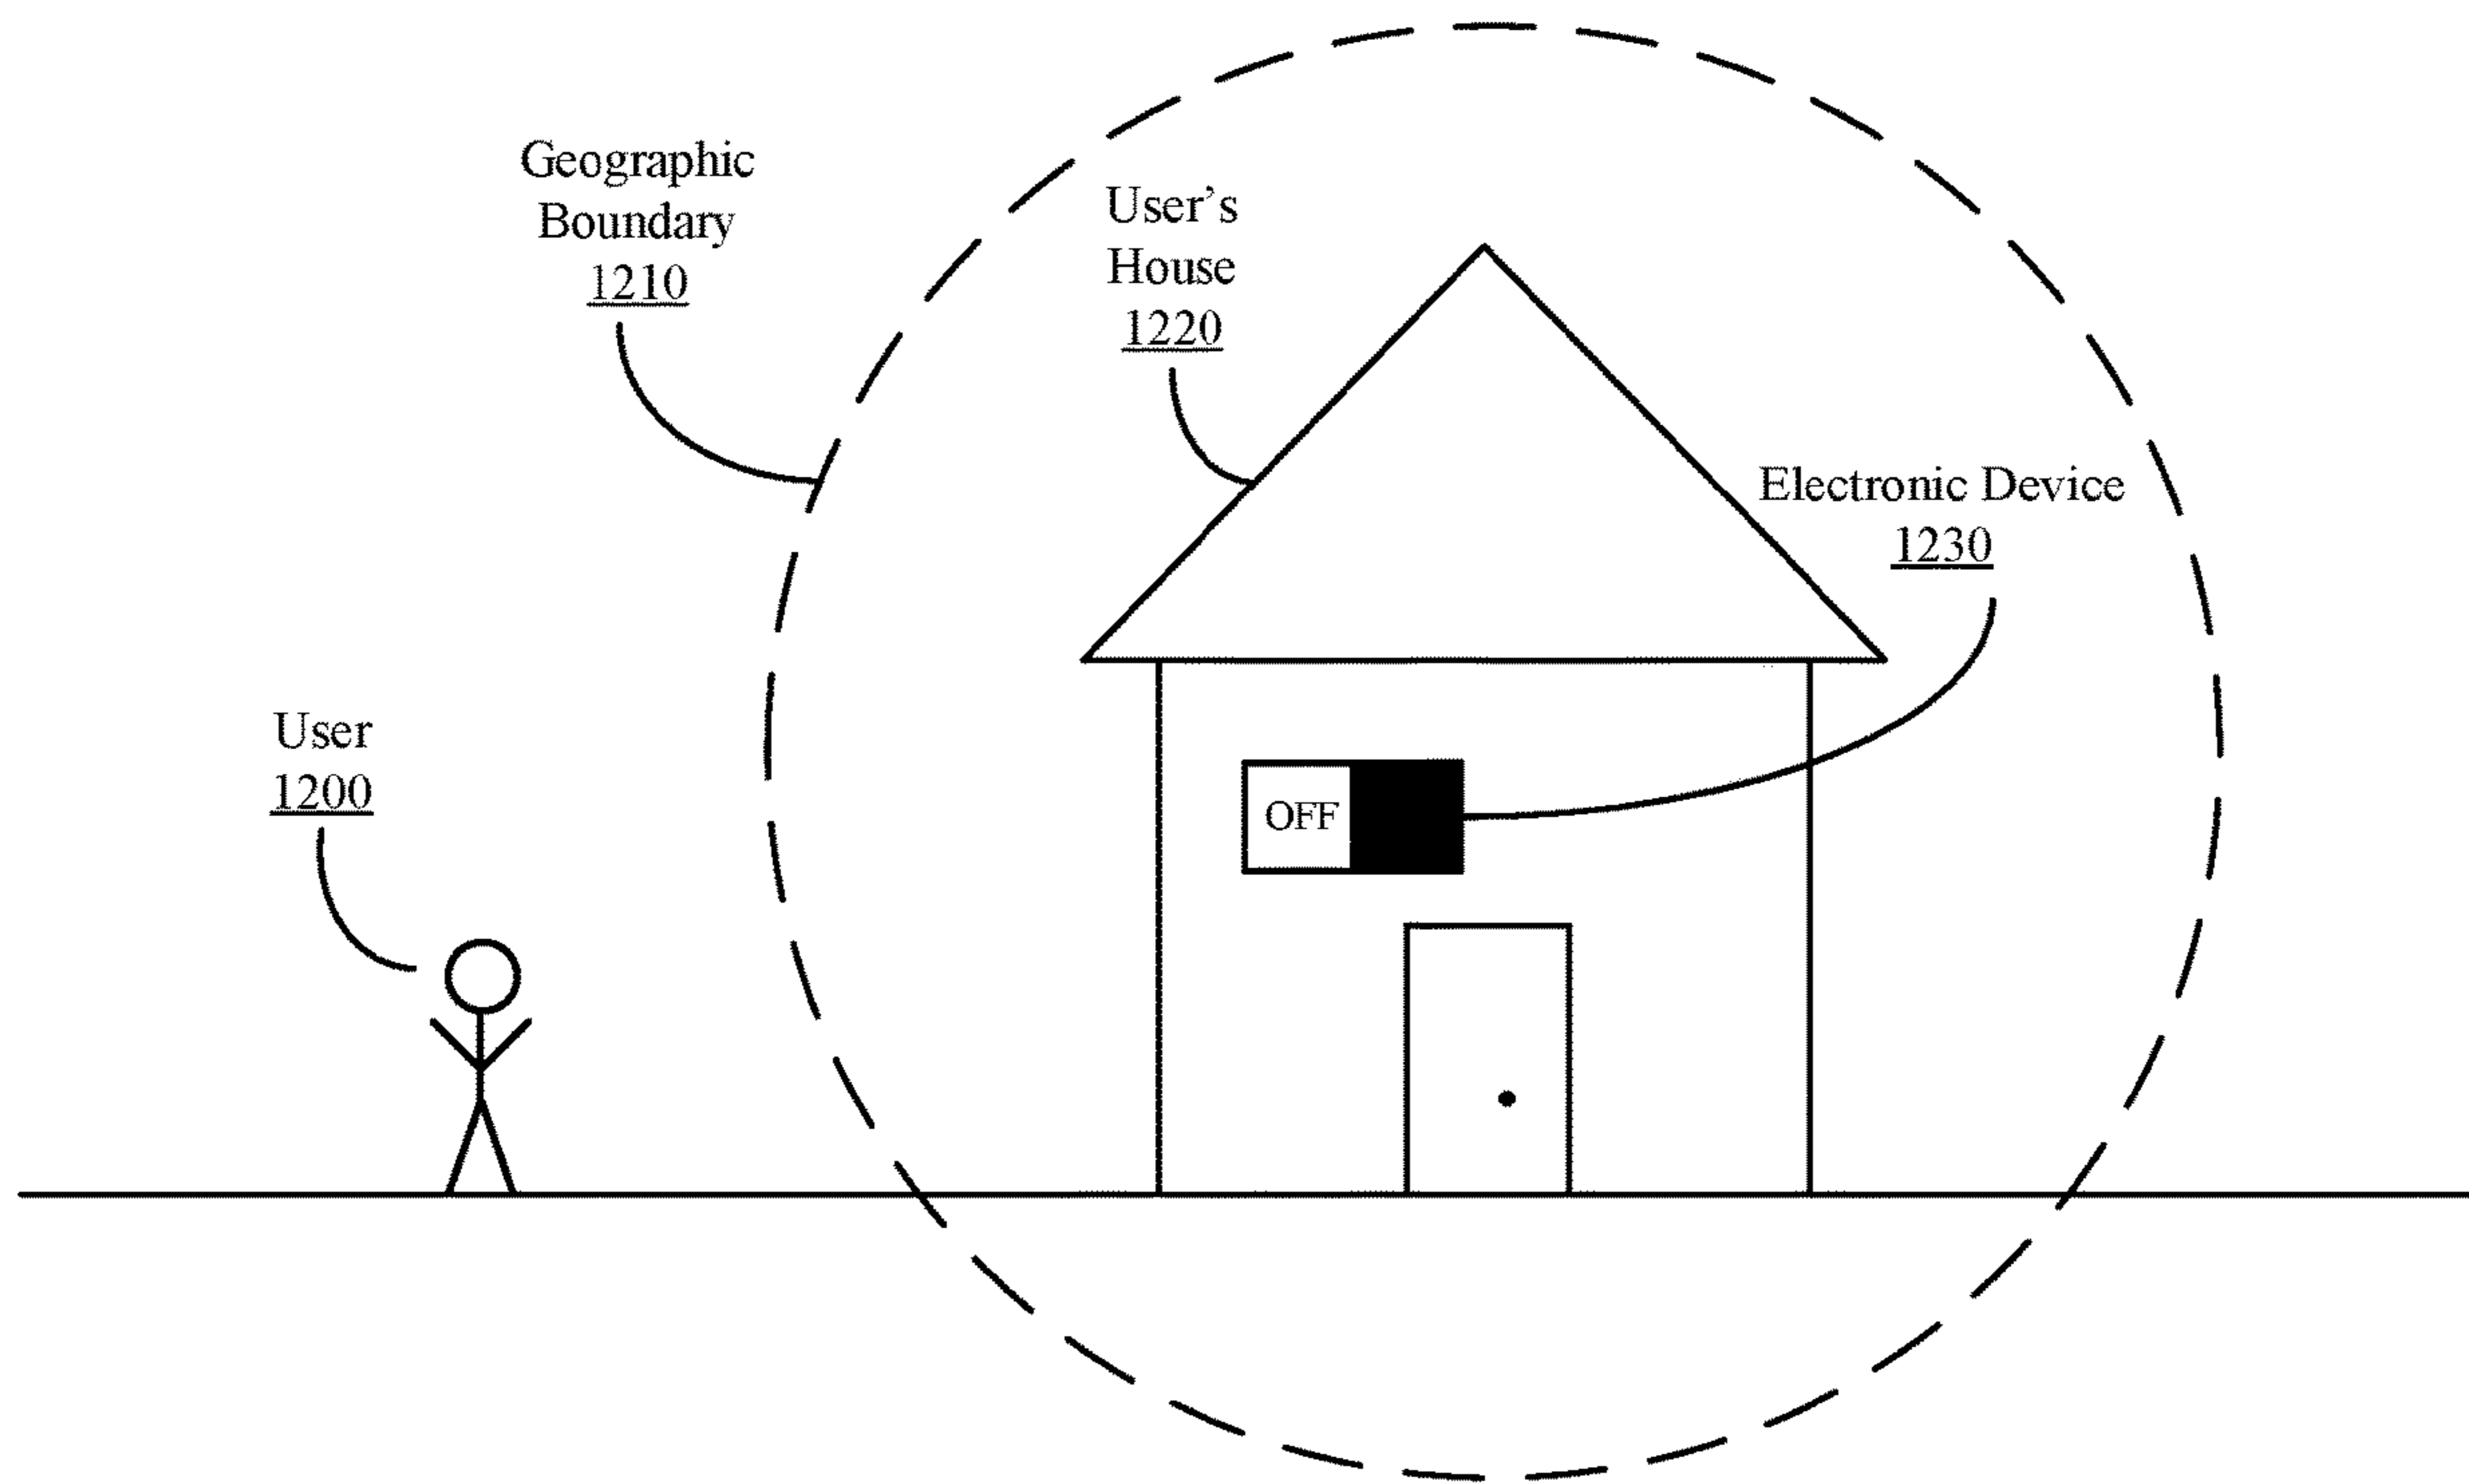 Geographic
Boundary
1210
User's
House
1220
Electronic Device
1230
User
1200
OFF